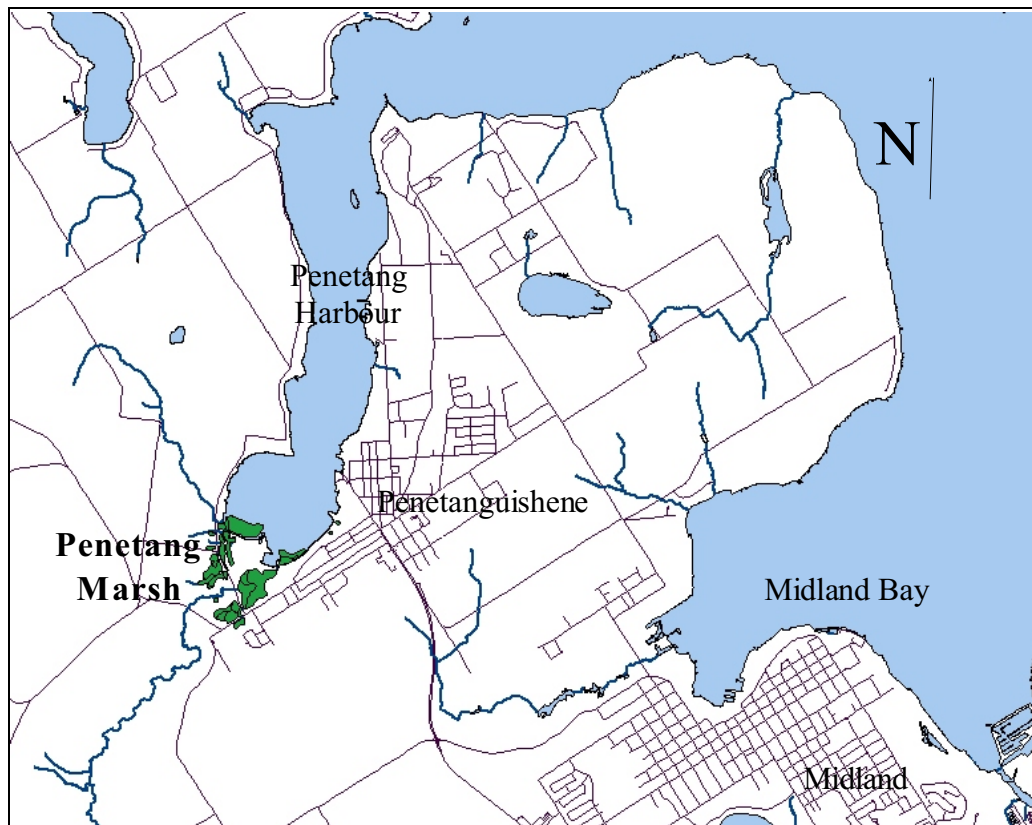 N
Penetang
Harbour
Penetanguishene
Penetang
Marsh
Midland Bay
Midland